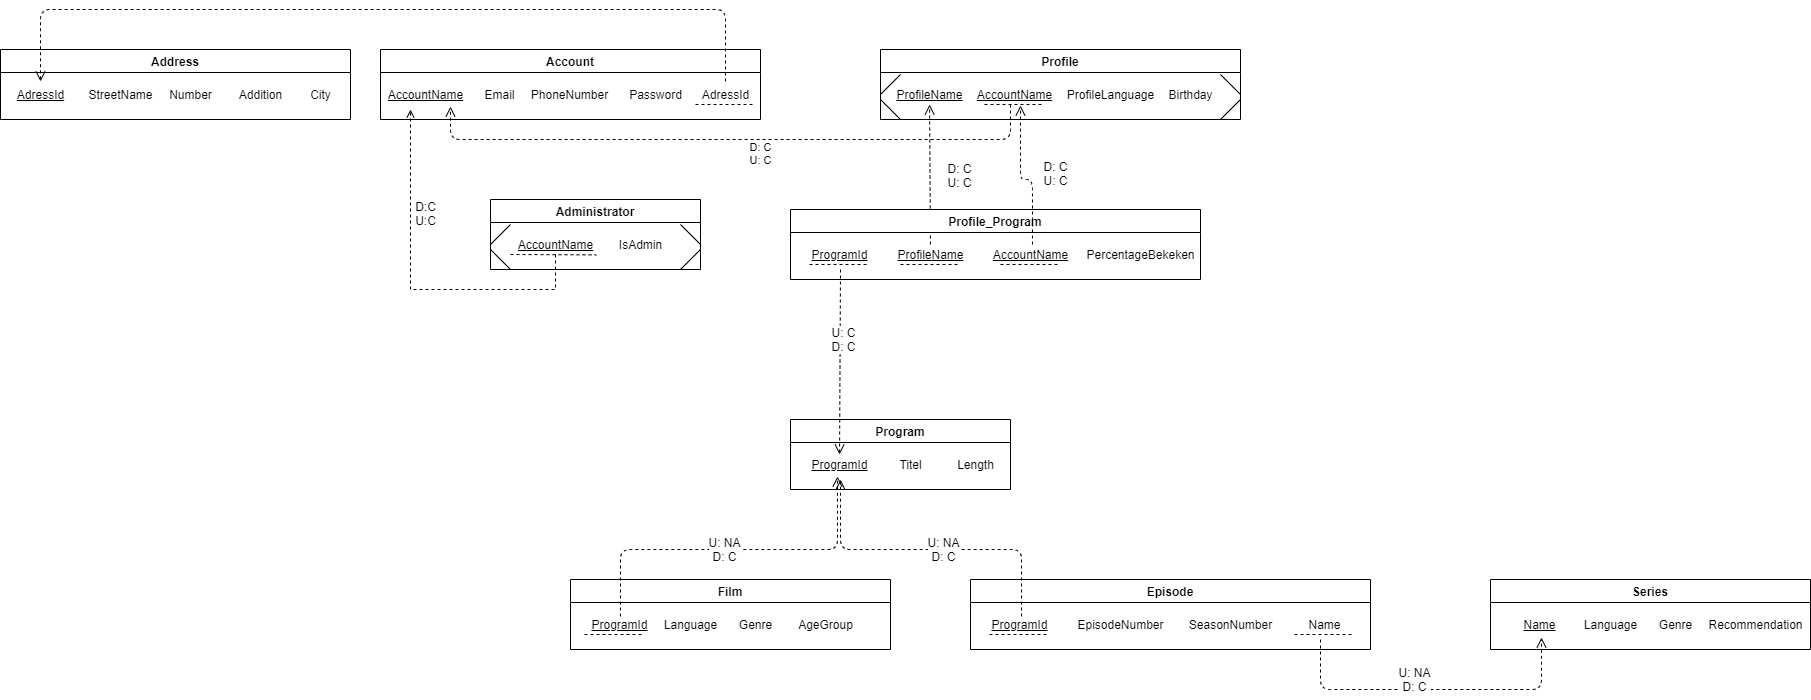 Address
AdressId StreetName Number Addition City
Account
AccountName Email PhoneNumber Password AdressId
Profile
ProfileName AccountName ProfileLanguage Birthday
D: C
U: C
D: C
U: C
D: C
U: C
D:C
U:C
Administrator
AccountName IsAdmin
Profile_Program
ProgramId ProfileName AccountName PercentageBekeken
U: C
D: C
Program
ProgramId Titel Length
U: NA
D: C
U: NA
D: C
Film
ProgramId Language Genre AgeGroup
Episode
ProgramId EpisodeNumber SeasonNumber Name
Series
Name Language Genre Recommendation
U: NA
D: C